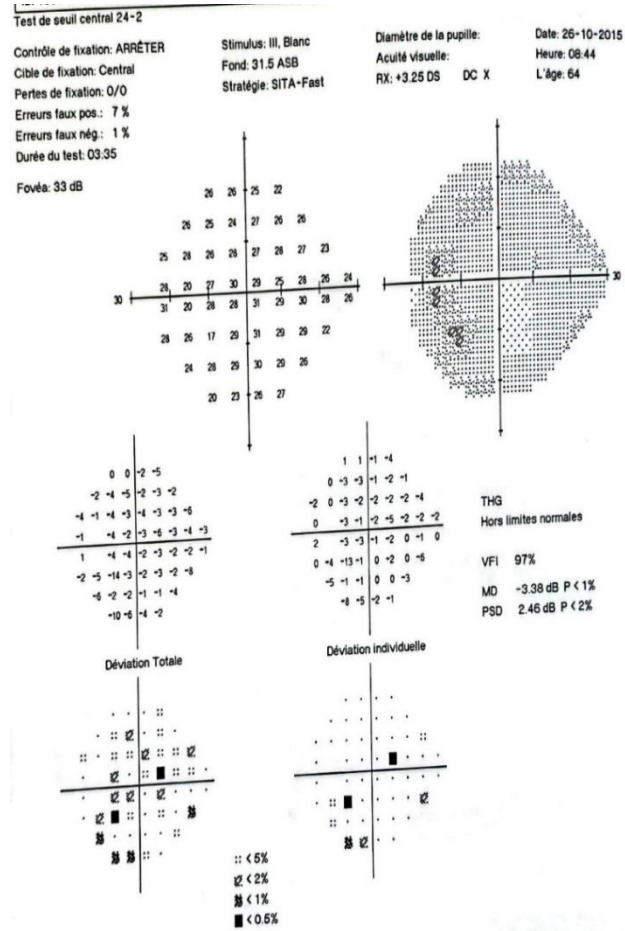 Test de seuil central 24-2
Contrôle de fixation: ARRÊTER
Cible de fixation: Central
Pertes de fixation: 0/0
Erreurs faux pos.: 7 %
Erreurs faux nég.: 1 %
Durée du test: 03:35
Fovéa: 33 dB
Stimulus: III, Blanc
Fond: 31.5 ASB
Stratégie: SITA-Fast
Diamètre de la pupille:
Acuité visuelle:
RX: +3.25 DS DC X
Date: 26-10-2015
Heure: 08:44
L'âge: 64
26 26 25 22
26 25 24 27 26 26
25 28 26 28 27 28 27 23
28 20 27 30 29 25 28 26 24
30
31 20 28 28 31 29 30 28 26
28 26 17 29 31 29 29 22
24 28 29 30 29 26
20 23 26 27
30
0 0 -2 -5
-2 -4 -5 -2 -3 -2
-4 -1 -4 -3 -4 -3 -3 -6
-1 -4 -2 -3 -6 -3 -4 -3
1 -4 -4 -2 -3 -2 -2 -1
-2 -5 -14 -3 -2 -3 -2 -8
-6 -2 -2 -1 -1 -4
-10 -6 -4 -2
Déviation Totale
1 1 -1 -4
0 -3 -3 -1 -2 -1
-2 0 -3 -2 -2 -2 -2 -4
0 -3 -1 -2 -5 -2 -2 -2
2 -3 -3 -1 -2 0 -1 0
0 -4 -13 -1 0 -2 0 -6
-5 -1 -1 0 0 -3
-8 -5 -2 -1
Déviation individuelle
THG
Hors limites normales
VFI 97%
MD -3.38 dB P < 1%
PSD 2.46 dB P < 2%
< 5%
< 2%
< 1%
< 0.5%